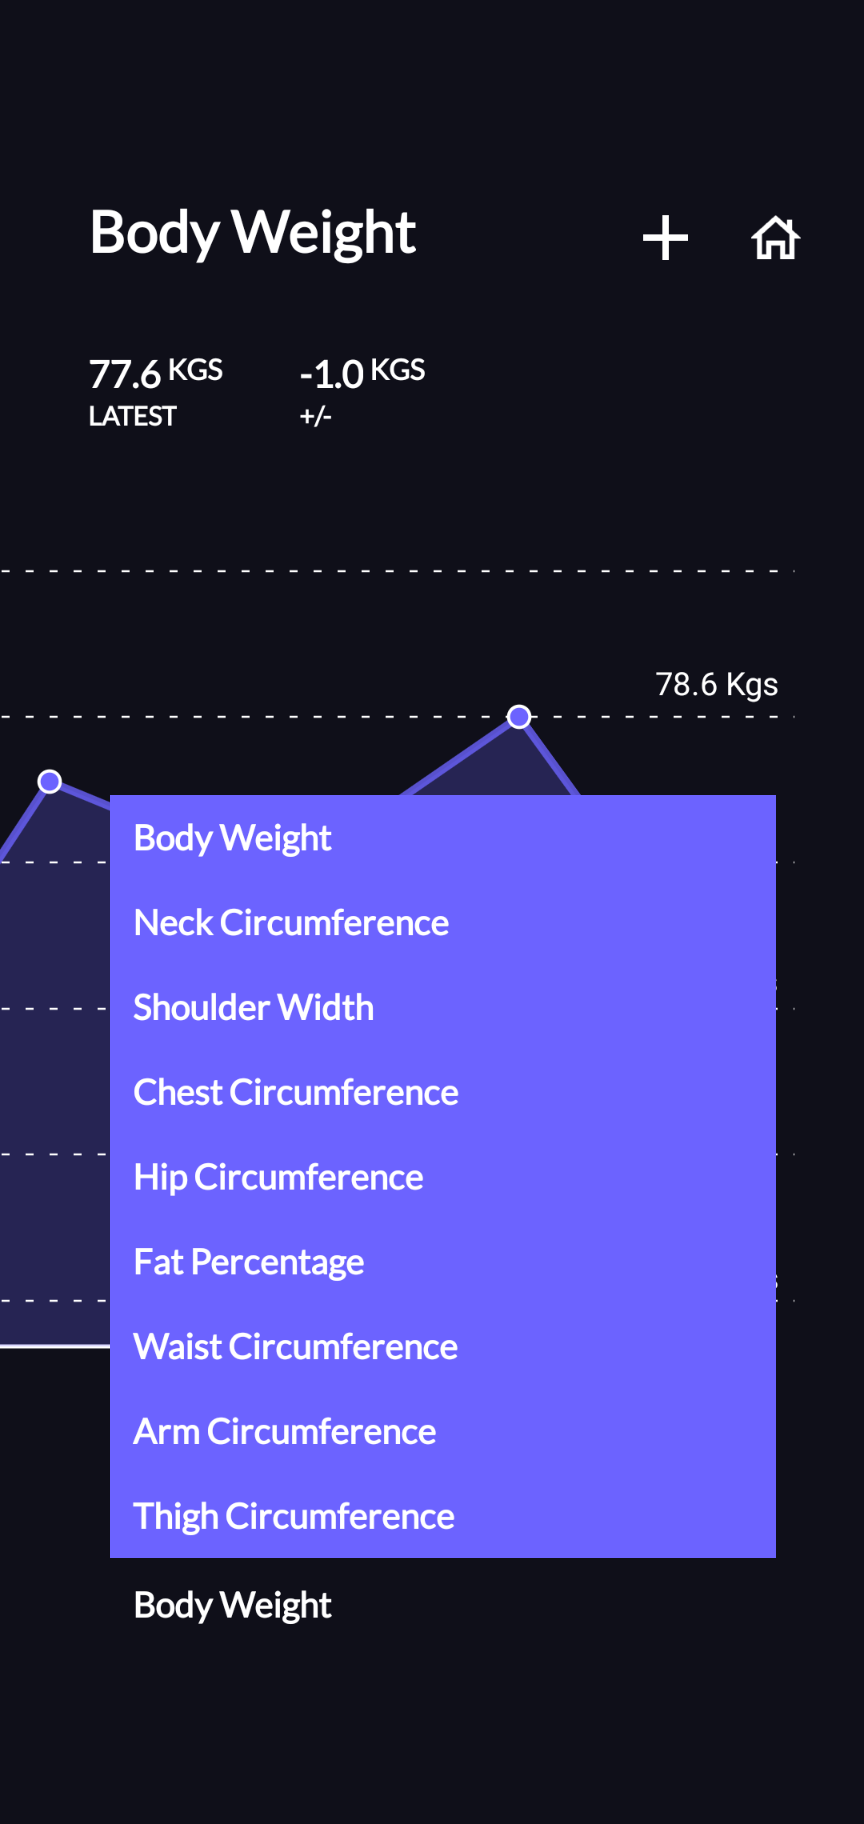 Body Weight
77.6 KGS -1.0 KGS
LATEST +/-
78.6 Kgs
Body Weight
Neck Circumference
Shoulder Width
Chest Circumference
Hip Circumference
Fat Percentage
Waist Circumference
Arm Circumference
Thigh Circumference
Body Weight